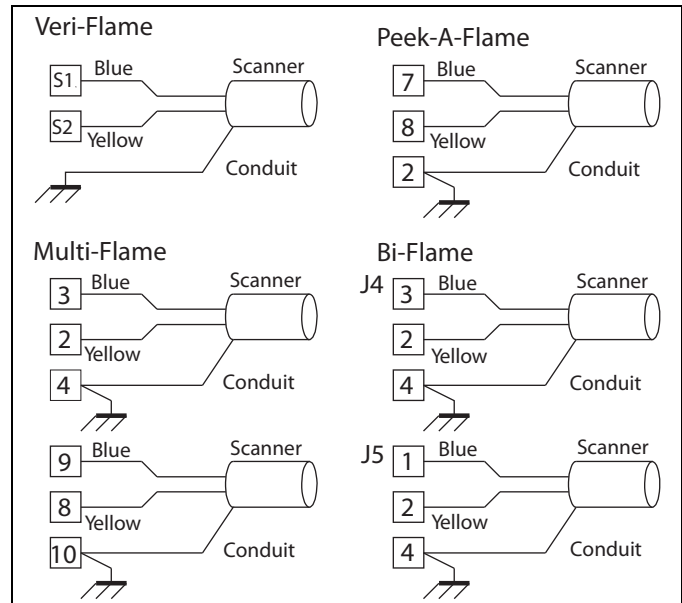 Veri-Flame
S1 Blue Scanner
S2 Yellow
Conduit
Peek-A-Flame
7 Blue Scanner
8 Yellow
2 Conduit
Multi-Flame
3 Blue Scanner
2 Yellow
4 Conduit
9 Blue Scanner
8 Yellow
10 Conduit
Bi-Flame
J4 3 Blue Scanner
2 Yellow
4 Conduit
J5 1 Blue Scanner
2 Yellow
4 Conduit